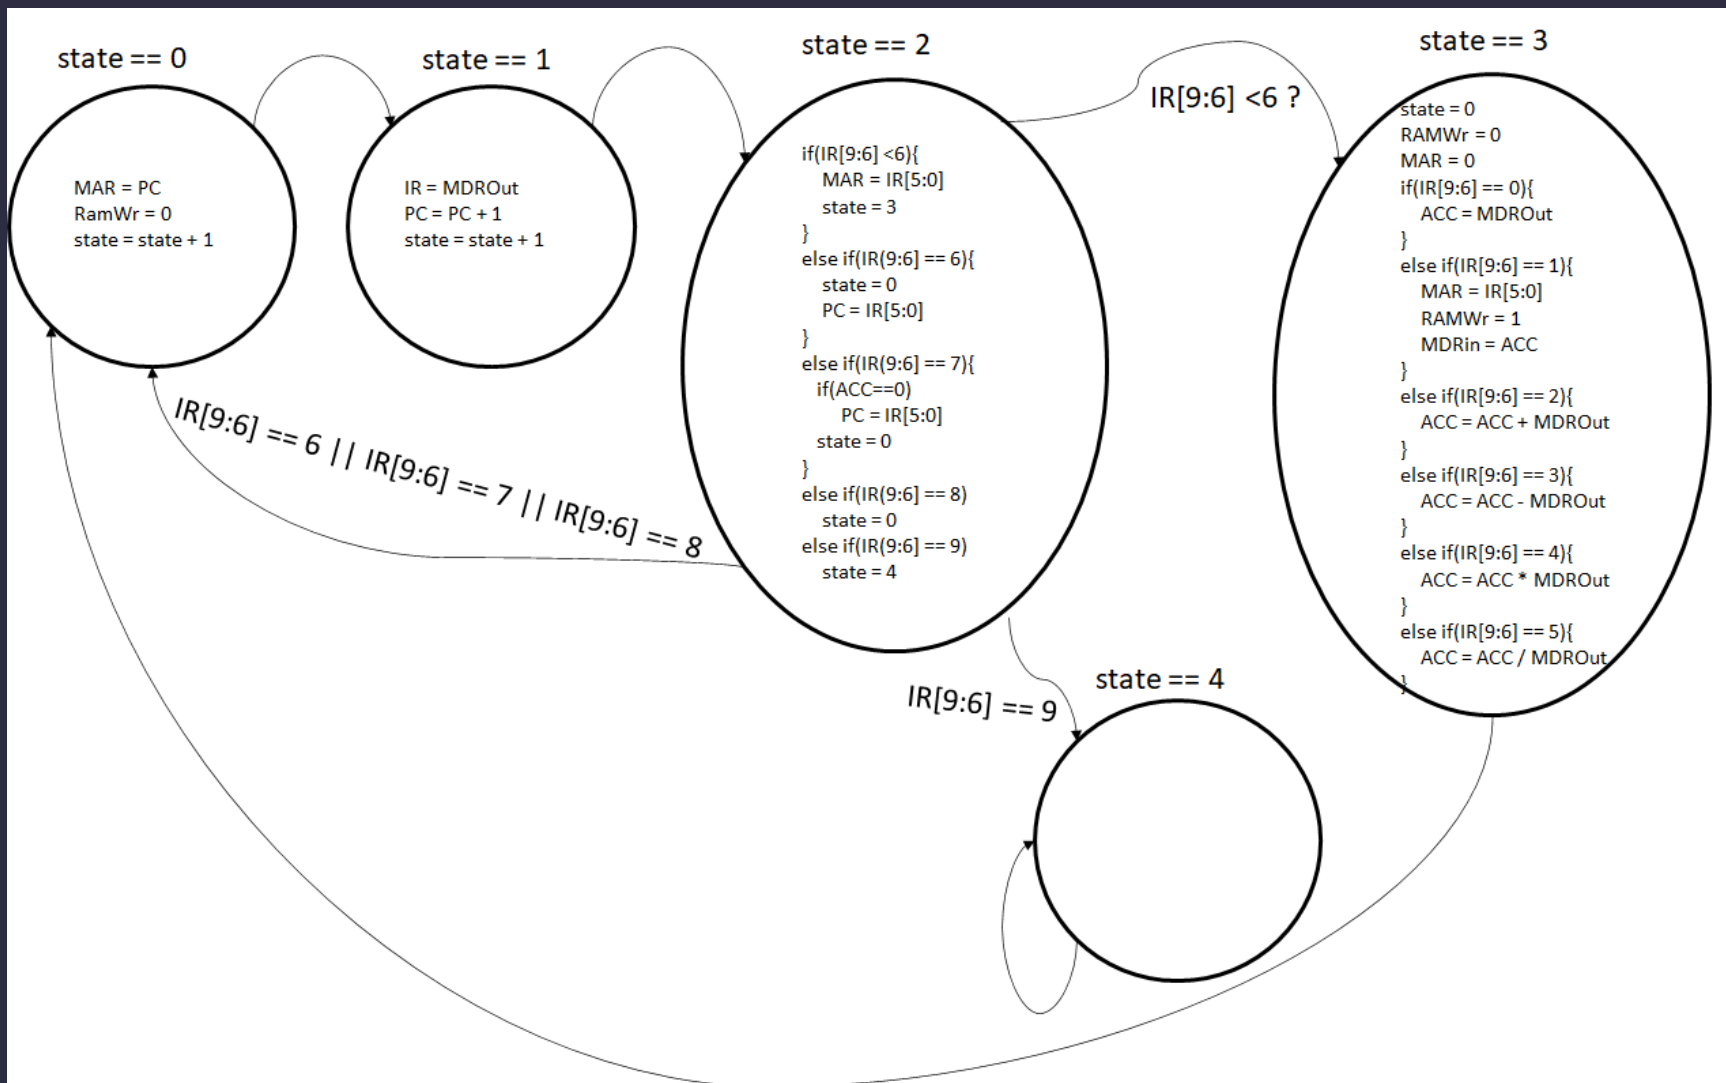 state == 0
MAR = PC
RamWr = 0
state = state + 1
state == 1
IR = MDROut
PC = PC + 1
state = state + 1
state == 2
if(IR[9:6] <6){
MAR = IR[5:0]
state = 3
}
else if(IR(9:6] == 6){
state = 0
PC = IR[5:0]
}
else if(IR(9:6] == 7){
if(ACC==0)
PC = IR[5:0]
state = 0
}
else if(IR(9:6] == 8)
state = 0
else if(IR(9:6] == 9)
state = 4
IR[9:6] <6 ?
state == 3
state = 0
RAMWr = 0
MAR = 0
if(IR[9:6] == 0){
ACC = MDROut
}
else if(IR[9:6] == 1){
MAR = IR[5:0]
RAMWr = 1
MDRin = ACC
}
else if(IR[9:6] == 2){
ACC = ACC + MDROut
}
else if(IR[9:6] == 3){
ACC = ACC - MDROut
}
else if(IR[9:6] == 4){
ACC = ACC * MDROut
}
else if(IR[9:6] == 5){
ACC = ACC / MDROut
}
IR[9:6] == 6 || IR[9:6] == 7 || IR[9:6] == 8
IR[9:6] == 9
state == 4